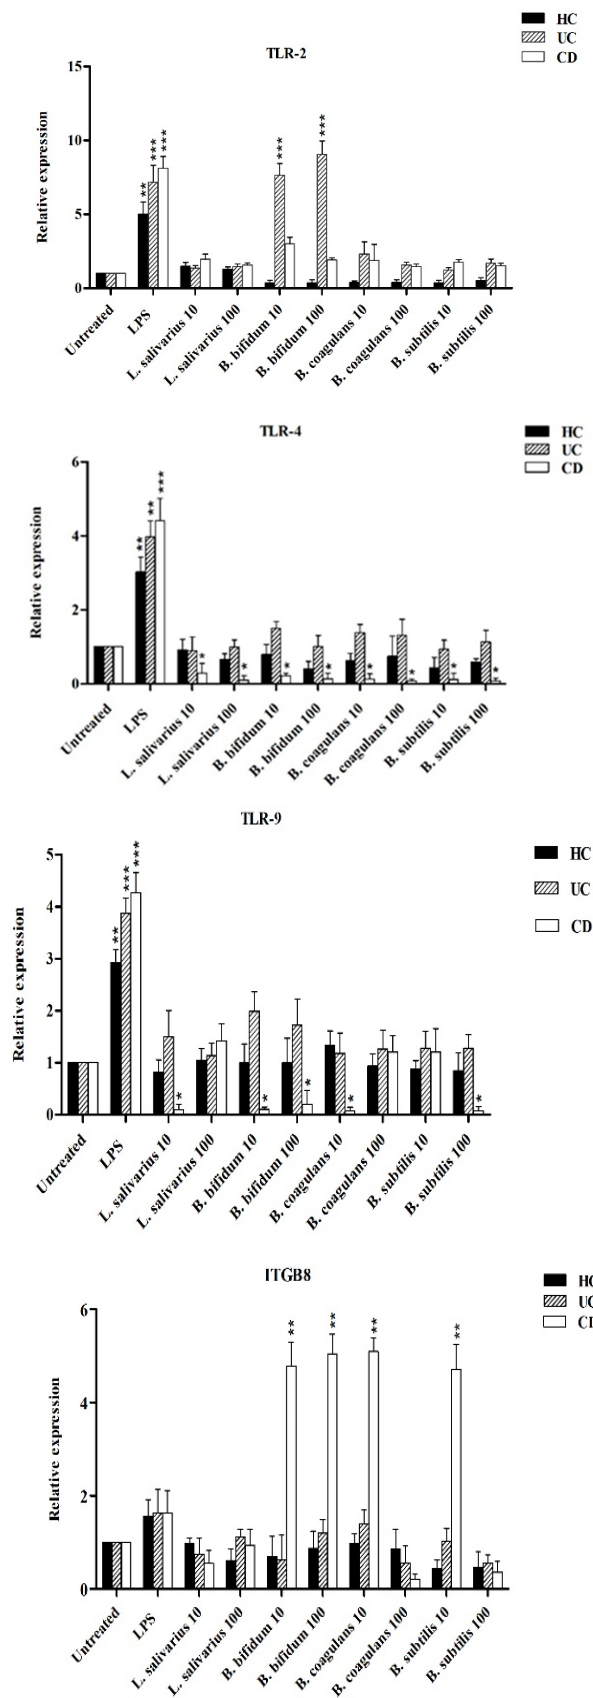 HC
UC
CD
TLR-2
Relative expression
15
10
5
0
** *** *** *** ***
Untreated
LPS
L. salivarius 10
L. salivarius 100
B. bifidum 10
B. bifidum 100
B. coagulans 10
B. coagulans 100
B. subtilis 10
B. subtilis 100
TLR-4
HC
UC
CD
Relative expression
6
4
2
0
** ** *** * * * * * * * *
Untreated
LPS
L. salivarius 10
L. salivarius 100
B. bifidum 10
B. bifidum 100
B. coagulans 10
B. coagulans 100
B. subtilis 10
B. subtilis 100
TLR-9
HC
UC
CD
Relative expression
5
4
3
2
1
0
** *** *** * * * * *
Untreated
LPS
L. salivarius 10
L. salivarius 100
B. bifidum 10
B. bifidum 100
B. coagulans 10
B. coagulans 100
B. subtilis 10
B. subtilis 100
ITGB8
HC
UC
CD
Relative expression
6
4
2
0
** ** ** **
Untreated
LPS
L. salivarius 10
L. salivarius 100
B. bifidum 10
B. bifidum 100
B. coagulans 10
B. coagulans 100
B. subtilis 10
B. subtilis 100